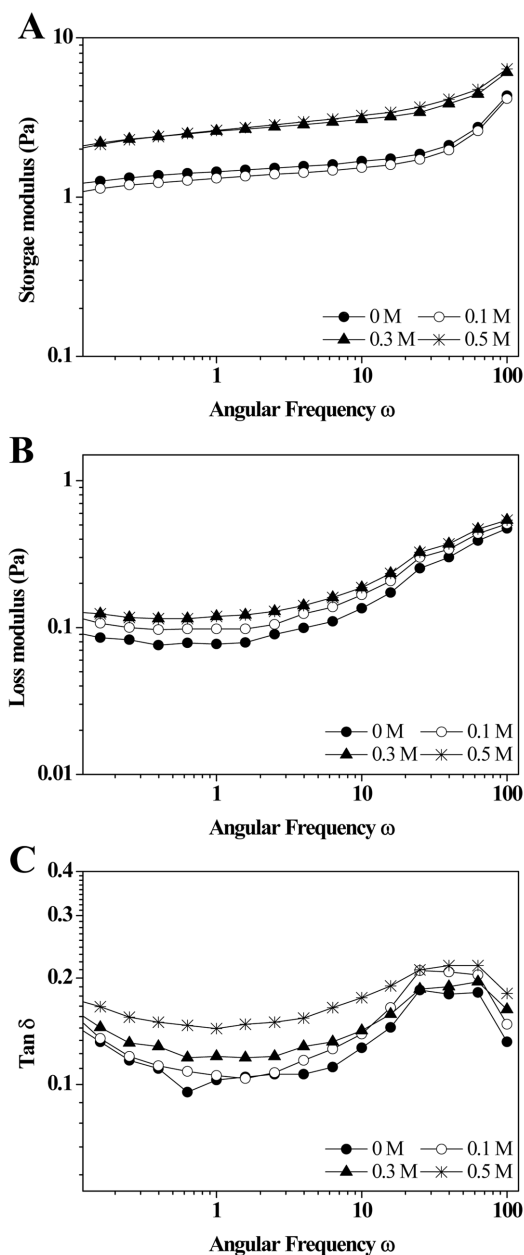 A
10
1
0.1
Storgae modulus (Pa)
0 M 0.1 M
0.3 M 0.5 M
1 10 100
Angular Frequency ω
B
1
0.1
0.01
Loss modulus (Pa)
0 M 0.1 M
0.3 M 0.5 M
1 10 100
Angular Frequency ω
C
0.4
0.3
0.2
0.1
Tan δ
0 M 0.1 M
0.3 M 0.5 M
1 10 100
Angular Frequency ω